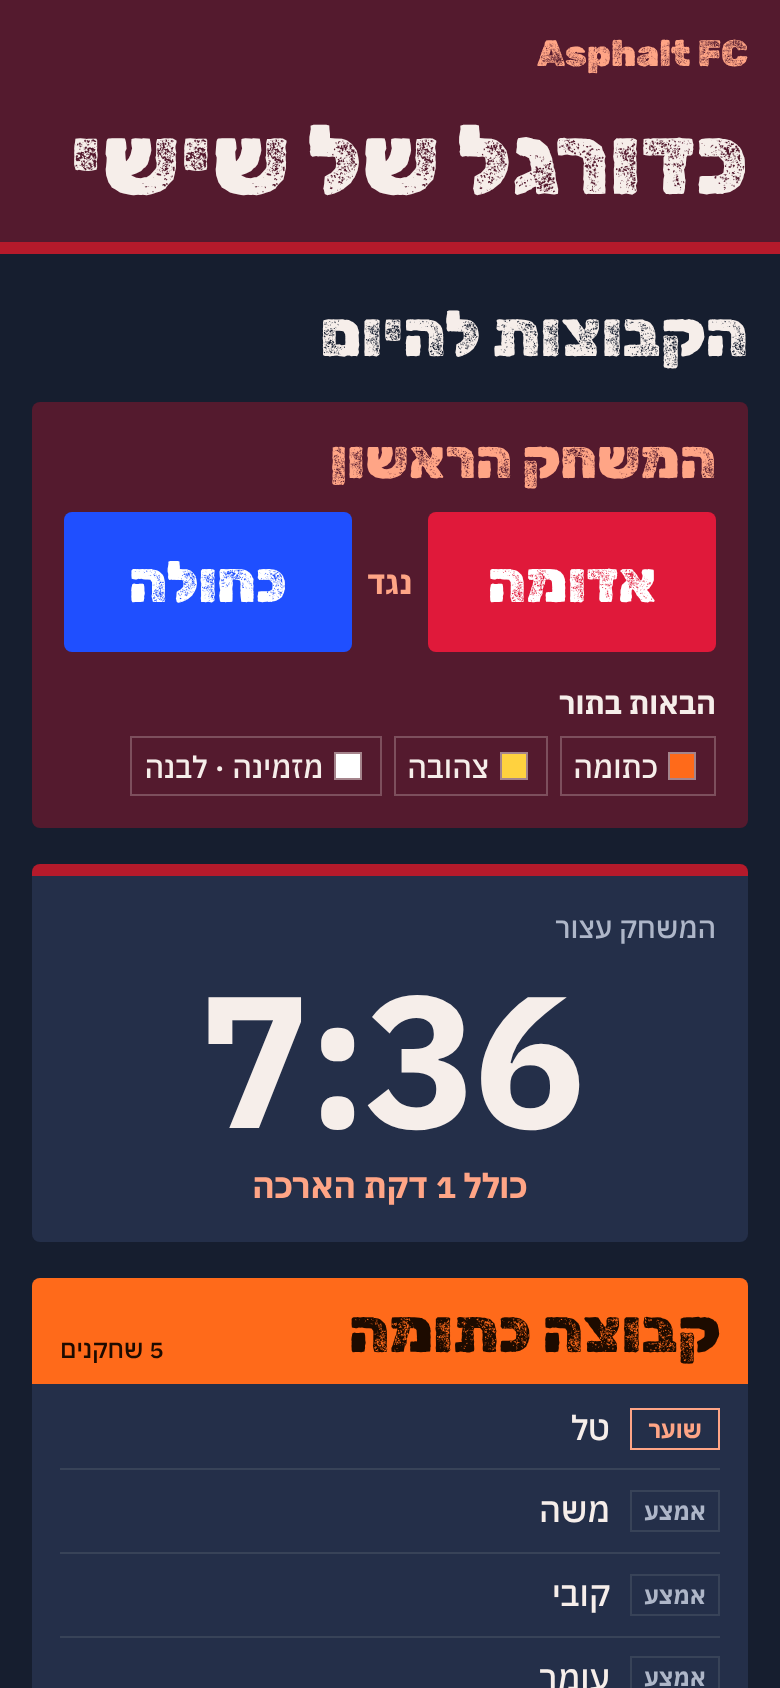 Asphalt FC
כדורגל של שישי
הקבוצות להיום
המשחק הראשון
אדומה נגד כחולה
הבאות בתור
כתומה צהובה מזמינה · לבנה
המשחק עצור
7:36
כולל 1 דקת הארכה
קבוצה כתומה 5 שחקנים
שוער טל
אמצע משה
אמצע קובי
אמצע עומר